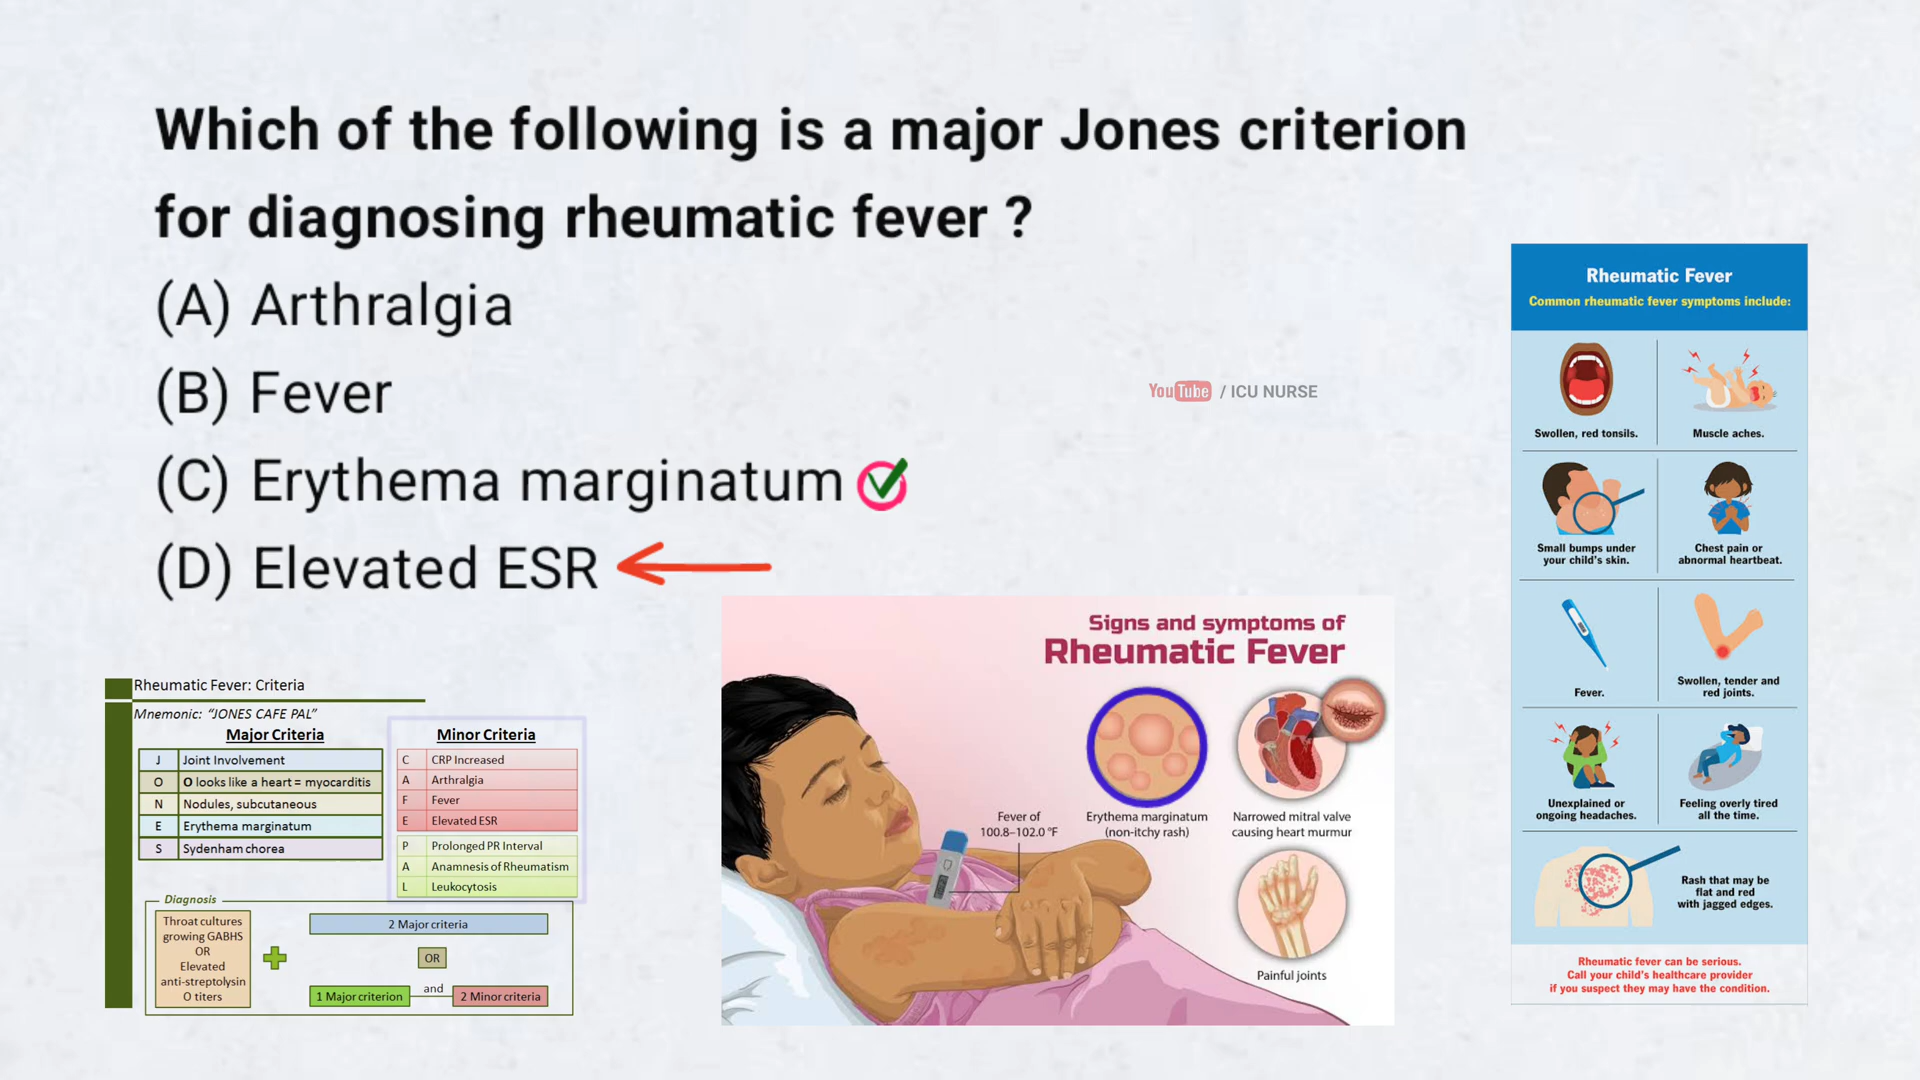 Which of the following is a major Jones criterion
for diagnosing rheumatic fever ?
(A) Arthralgia
(B) Fever
(C) Erythema marginatum
(D) Elevated ESR
YouTube / ICU NURSE
Rheumatic Fever: Criteria
Mnemonic: "JONES CAFE PAL"
Major Criteria
J Joint Involvement
O O looks like a heart = myocarditis
N Nodules, subcutaneous
E Erythema marginatum
S Sydenham chorea
Minor Criteria
C CRP Increased
A Arthralgia
F Fever
E Elevated ESR
P Prolonged PR Interval
A Anamnesis of Rheumatism
L Leukocytosis
Diagnosis
Throat cultures
growing GABHS
OR
Elevated
anti-streptolysin
O titers
2 Major criteria
OR
1 Major criterion and 2 Minor criteria
Signs and symptoms of
Rheumatic Fever
Fever of
100.8–102.0 °F
Erythema marginatum
(non-itchy rash)
Narrowed mitral valve
causing heart murmur
Painful joints
Rheumatic Fever
Common rheumatic fever symptoms include:
Swollen, red tonsils.
Muscle aches.
Small bumps under
your child's skin.
Chest pain or
abnormal heartbeat.
Fever.
Swollen, tender and
red joints.
Unexplained or
ongoing headaches.
Feeling overly tired
all the time.
Rash that may be
flat and red
with jagged edges.
Rheumatic fever can be serious.
Call your child's healthcare provider
if you suspect they may have the condition.